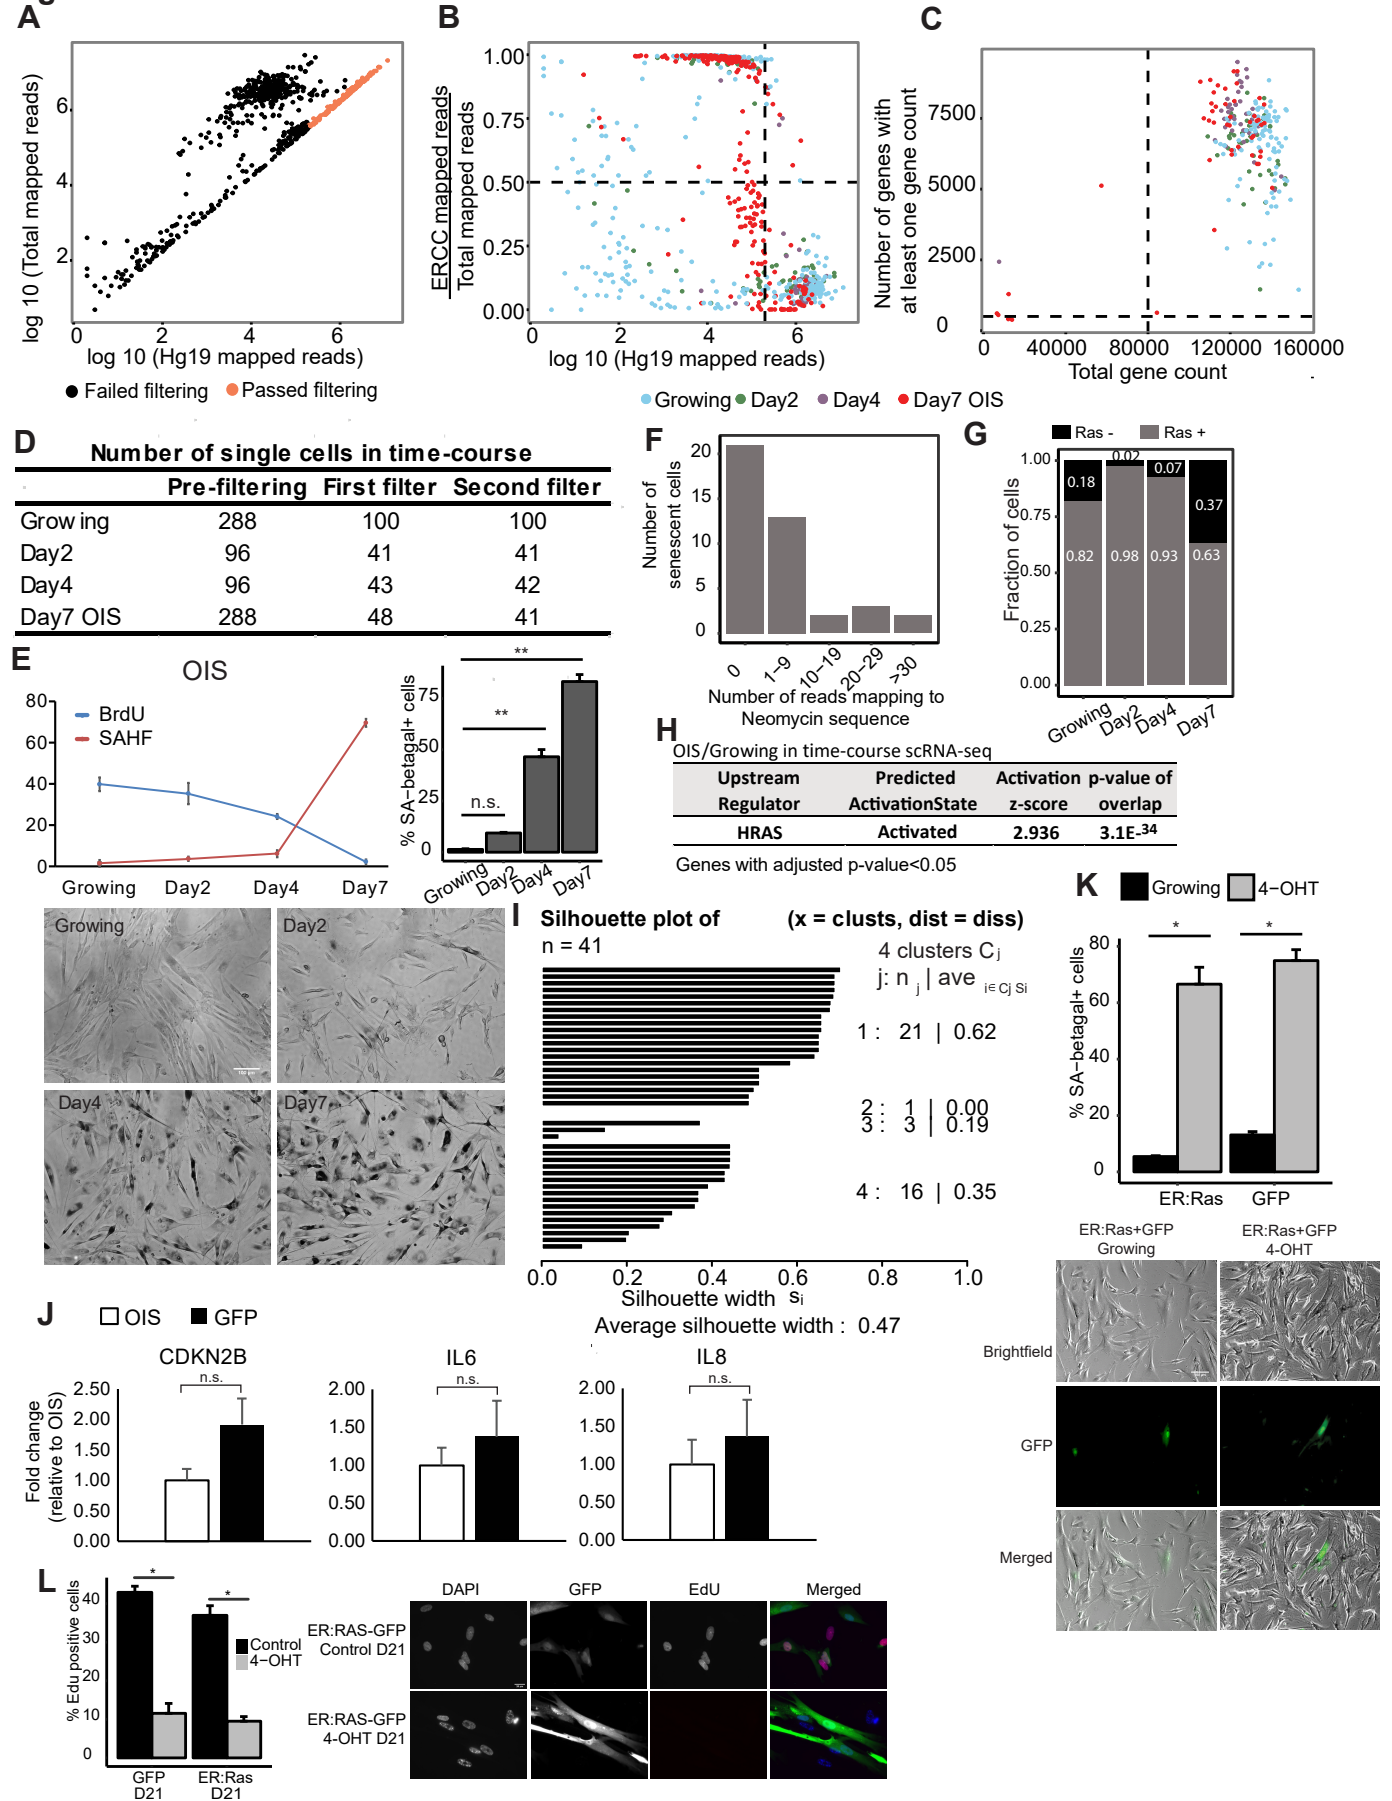 A
log 10 (Total mapped reads)
6
4
2
0 2 4 6
log 10 (Hg19 mapped reads)
Failed filtering Passed filtering
B
ERCC mapped reads
Total mapped reads
1.00
0.75
0.50
0.25
0.00
0 2 4 6
log 10 (Hg19 mapped reads)
C
Number of genes with
at least one gene count
7500
5000
2500
0
0 40000 80000 120000 160000
Total gene count
Growing Day2 Day4 Day7 OIS
D
Number of single cells in time-course
Pre-filtering First filter Second filter
Growing 288 100 100
Day2 96 41 41
Day4 96 43 42
Day7 OIS 288 48 41
E
OIS
80
60
40
20
0
BrdU
SAHF
Growing Day2 Day4 Day7
% SA-betagal+ cells
75
50
25
0
n.s.
**
**
Growing Day2 Day4 Day7
Growing
Day2
Day4
Day7
F
Number of
senescent cells
20
15
10
5
0
0 1-9 10-19 20-29 >30
Number of reads mapping to
Neomycin sequence
G
Ras - Ras +
Fraction of cells
1.00
0.75
0.50
0.25
0.00
0.18 0.02 0.07 0.37
0.82 0.98 0.93 0.63
Growing Day2 Day4 Day7
H
OIS/Growing in time-course scRNA-seq
Upstream Predicted Activation p-value of
Regulator ActivationState z-score overlap
HRAS Activated 2.936 3.1E-34
Genes with adjusted p-value<0.05
I
Silhouette plot of (x = clusts, dist = diss)
n = 41
4 clusters Cj
j: nj | ave i∈Cj Si
1 : 21 | 0.62
2 : 1 | 0.00
3 : 3 | 0.19
4 : 16 | 0.35
0.0 0.2 0.4 0.6 0.8 1.0
Silhouette width si
Average silhouette width : 0.47
J
OIS GFP
Fold change
(relative to OIS)
CDKN2B
n.s.
2.50
2.00
1.50
1.00
0.50
0.00
IL6
n.s.
2.00
1.50
1.00
0.50
0.00
IL8
n.s.
2.00
1.50
1.00
0.50
0.00
K
Growing 4-OHT
% SA-betagal+ cells
80
60
40
20
0
*
*
ER:Ras GFP
ER:Ras+GFP
Growing
ER:Ras+GFP
4-OHT
Brightfield
GFP
Merged
L
% Edu positive cells
40
30
20
10
0
*
*
Control
4-OHT
GFP
D21
ER:Ras
D21
DAPI GFP EdU Merged
ER:RAS-GFP
Control D21
ER:RAS-GFP
4-OHT D21